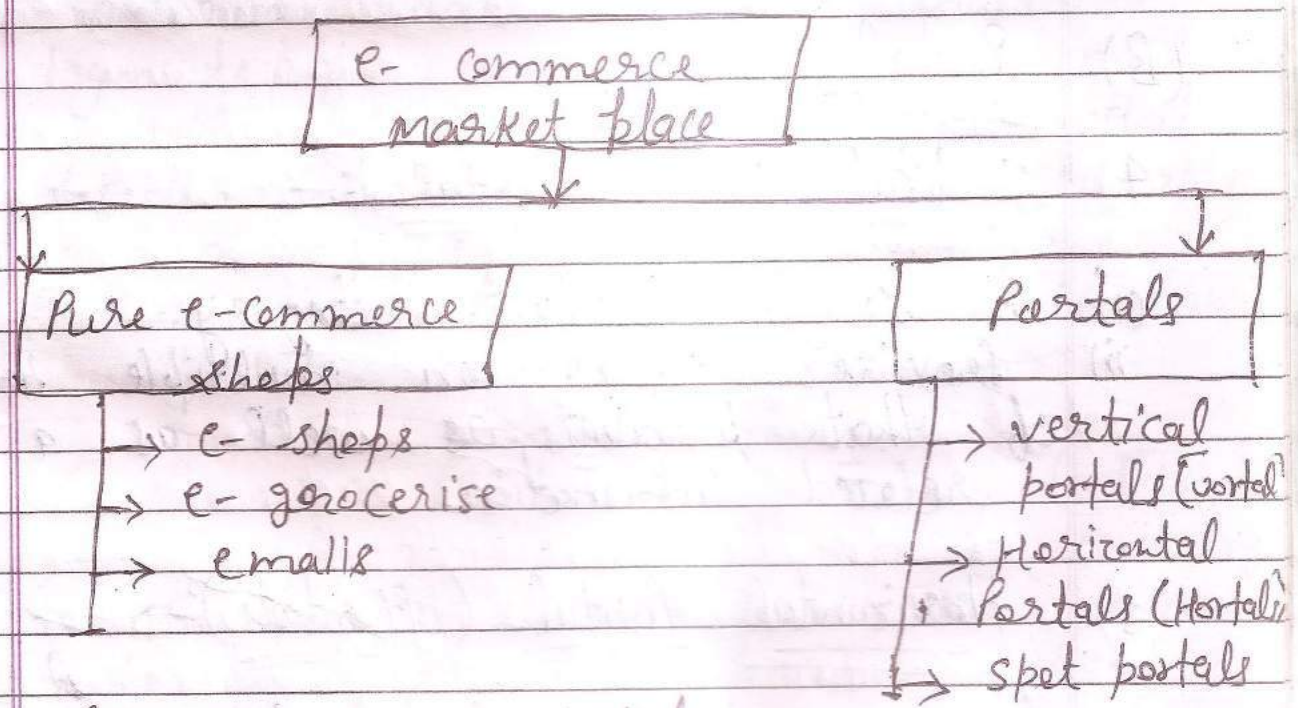 e- commerce
market place
Pure e-commerce
shops
e- shops
e- grocerise
emalls
Portals
vertical
portals (vortal)
Horizontal
Portals (Hortals)
spot portals